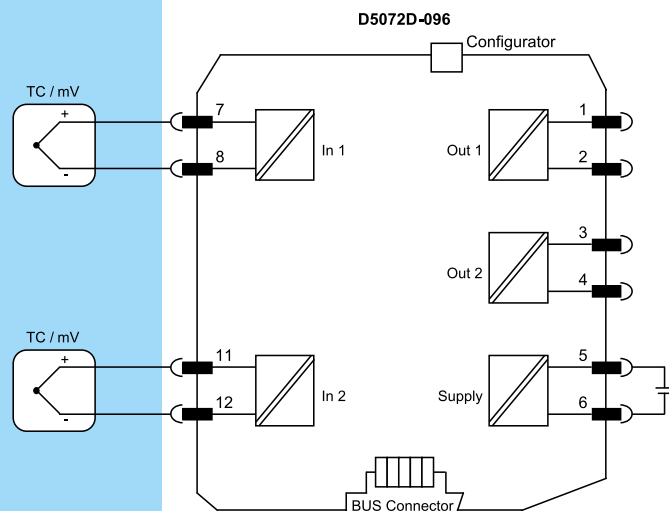 D5072D-096
Configurator
TC / mV
+
-
7
8
In 1
1
2
Out 1
3
4
Out 2
TC / mV
+
-
11
12
In 2
5
6
Supply
BUS Connector